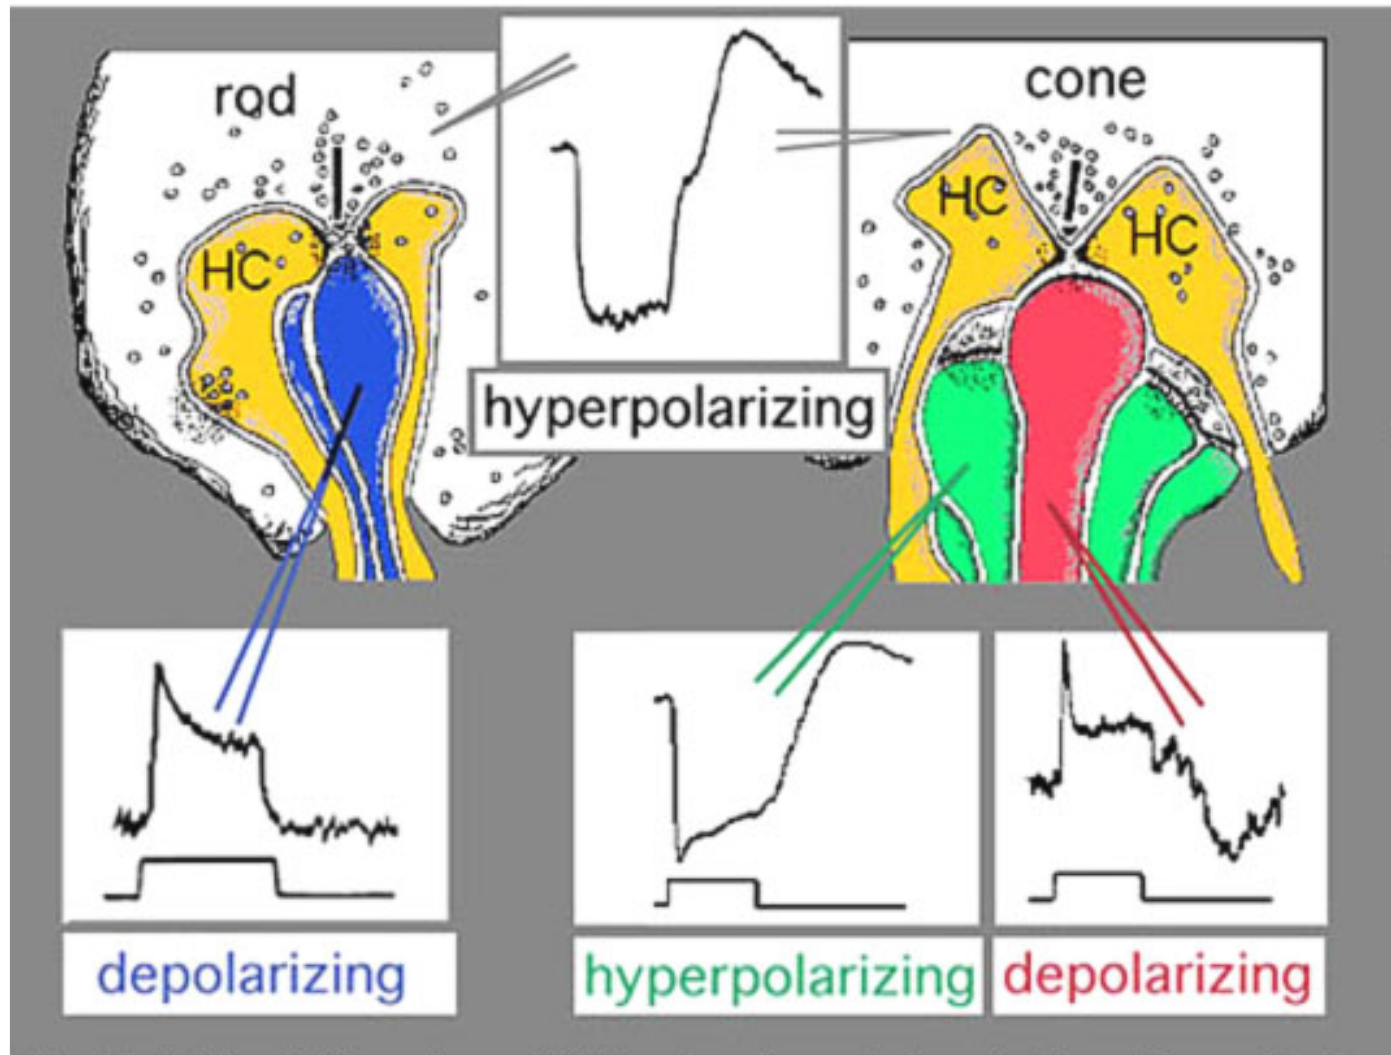 rod
cone
HC
HC
HC
hyperpolarizing
depolarizing
hyperpolarizing
depolarizing